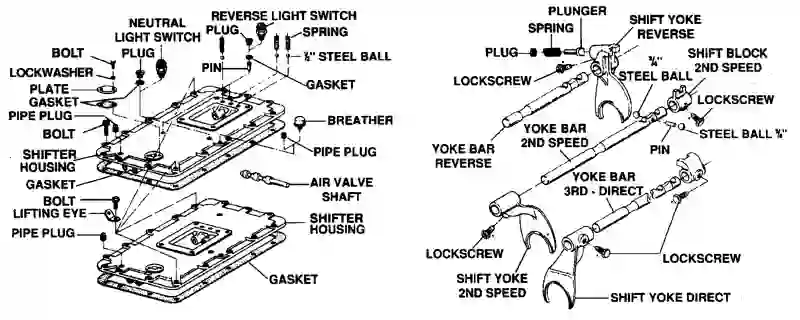 REVERSE LIGHT SWITCH
NEUTRAL
LIGHT SWITCH
PLUG
PLUG
SPRING
BOLT
½" STEEL BALL
LOCKWASHER
PIN
PLATE
GASKET
GASKET
PIPE PLUG
BREATHER
BOLT
PIPE PLUG
SHIFTER
HOUSING
GASKET
AIR VALVE
SHAFT
BOLT
LIFTING EYE
SHIFTER
HOUSING
PIPE PLUG
GASKET
PLUNGER
SPRING
SHIFT YOKE
REVERSE
PLUG
¾"
STEEL BALL
SHIFT BLOCK
2ND SPEED
LOCKSCREW
LOCKSCREW
YOKE BAR
REVERSE
YOKE BAR
2ND SPEED
PIN
STEEL BALL ¾"
YOKE BAR
3RD - DIRECT
LOCKSCREW
LOCKSCREW
SHIFT YOKE
2ND SPEED
SHIFT YOKE DIRECT